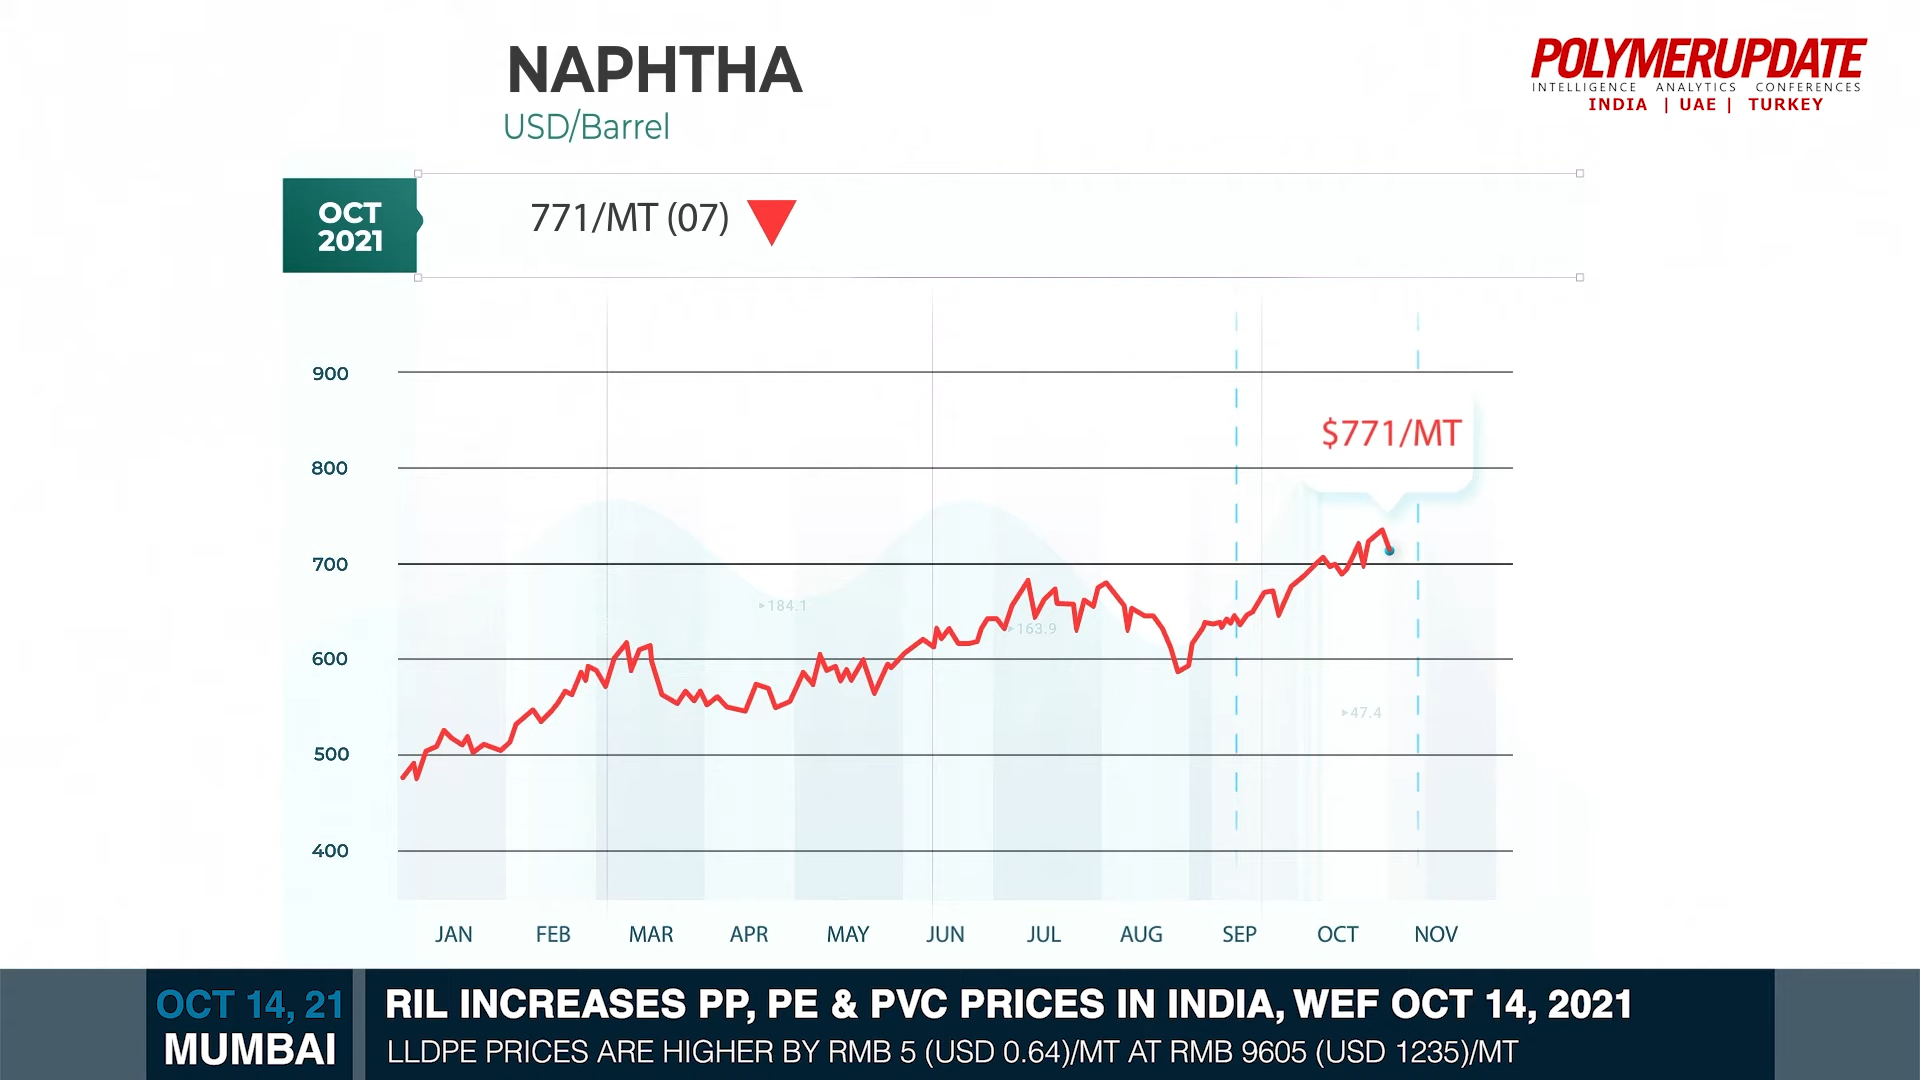 NAPHTHA
USD/Barrel
POLYMERUPDATE
INTELLIGENCE ANALYTICS CONFERENCES
INDIA | UAE | TURKEY
OCT
2021
771/MT (07)
900
$771/MT
800
700
184.1
163.9
600
47.4
500
400
JAN FEB MAR APR MAY JUN JUL AUG SEP OCT NOV
OCT 14, 21
MUMBAI
RIL INCREASES PP, PE & PVC PRICES IN INDIA, WEF OCT 14, 2021
LLDPE PRICES ARE HIGHER BY RMB 5 (USD 0.64)/MT AT RMB 9605 (USD 1235)/MT